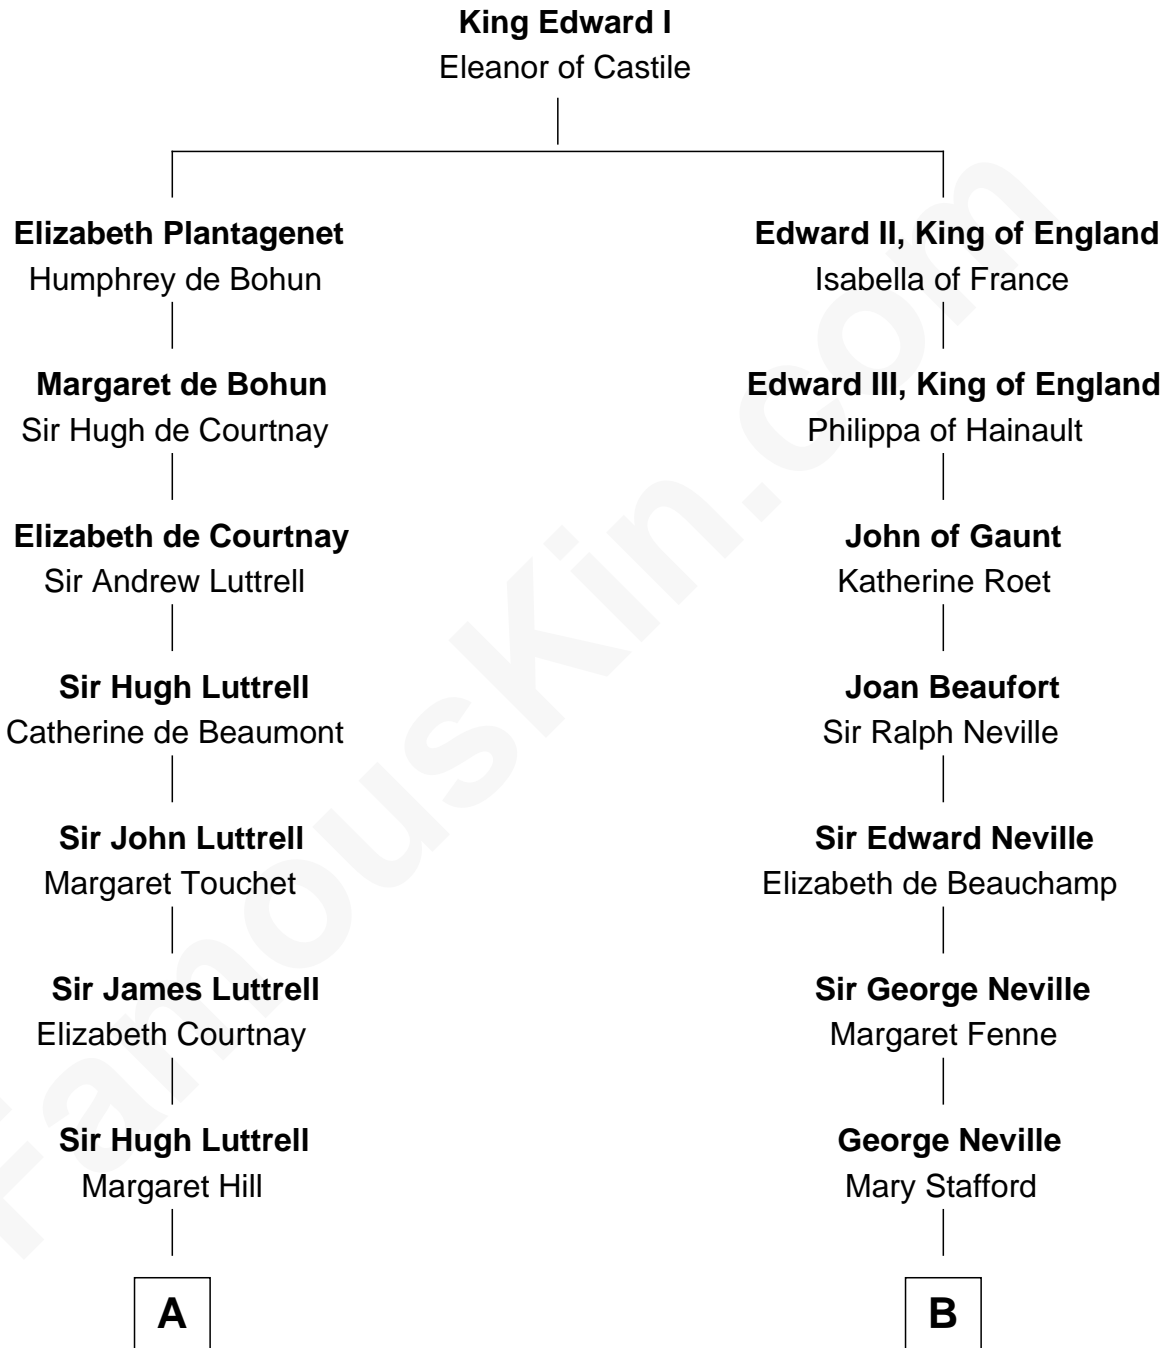 King Edward I
Eleanor of Castile
Elizabeth Plantagenet
Humphrey de Bohun
Margaret de Bohun
Sir Hugh de Courtnay
Elizabeth de Courtnay
Sir Andrew Luttrell
Sir Hugh Luttrell
Catherine de Beaumont
Sir John Luttrell
Margaret Touchet
Sir James Luttrell
Elizabeth Courtnay
Sir Hugh Luttrell
Margaret Hill
A
Edward II, King of England
Isabella of France
Edward III, King of England
Philippa of Hainault
John of Gaunt
Katherine Roet
Joan Beaufort
Sir Ralph Neville
Sir Edward Neville
Elizabeth de Beauchamp
Sir George Neville
Margaret Fenne
George Neville
Mary Stafford
B
FamousKin.com